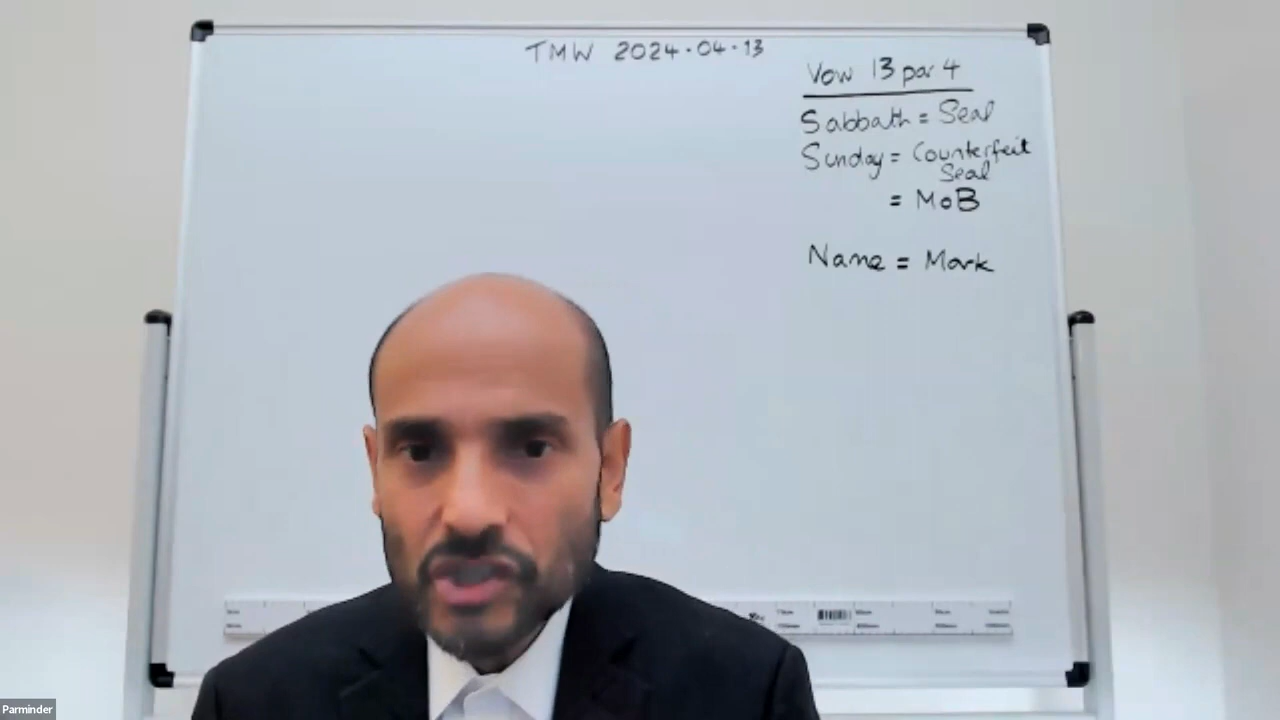 TMW 2024.04.13
Vow 13 par 4
Sabbath = Seal
Sunday = Counterfeit
Seal
= MoB
Name = Mark
Parminder